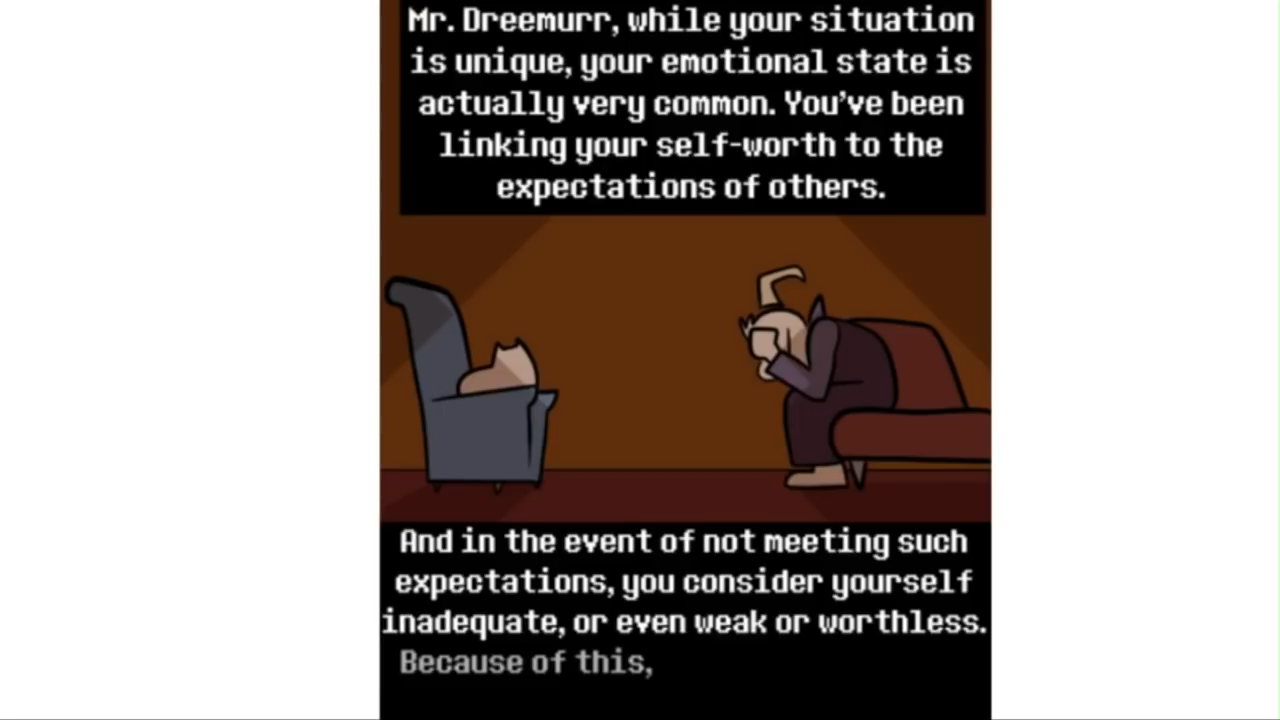 Mr. Dreemurr, while your situation
is unique, your emotional state is
actually very common. You've been
linking your self-worth to the
expectations of others.
And in the event of not meeting such
expectations, you consider yourself
inadequate, or even weak or worthless.
Because of this,